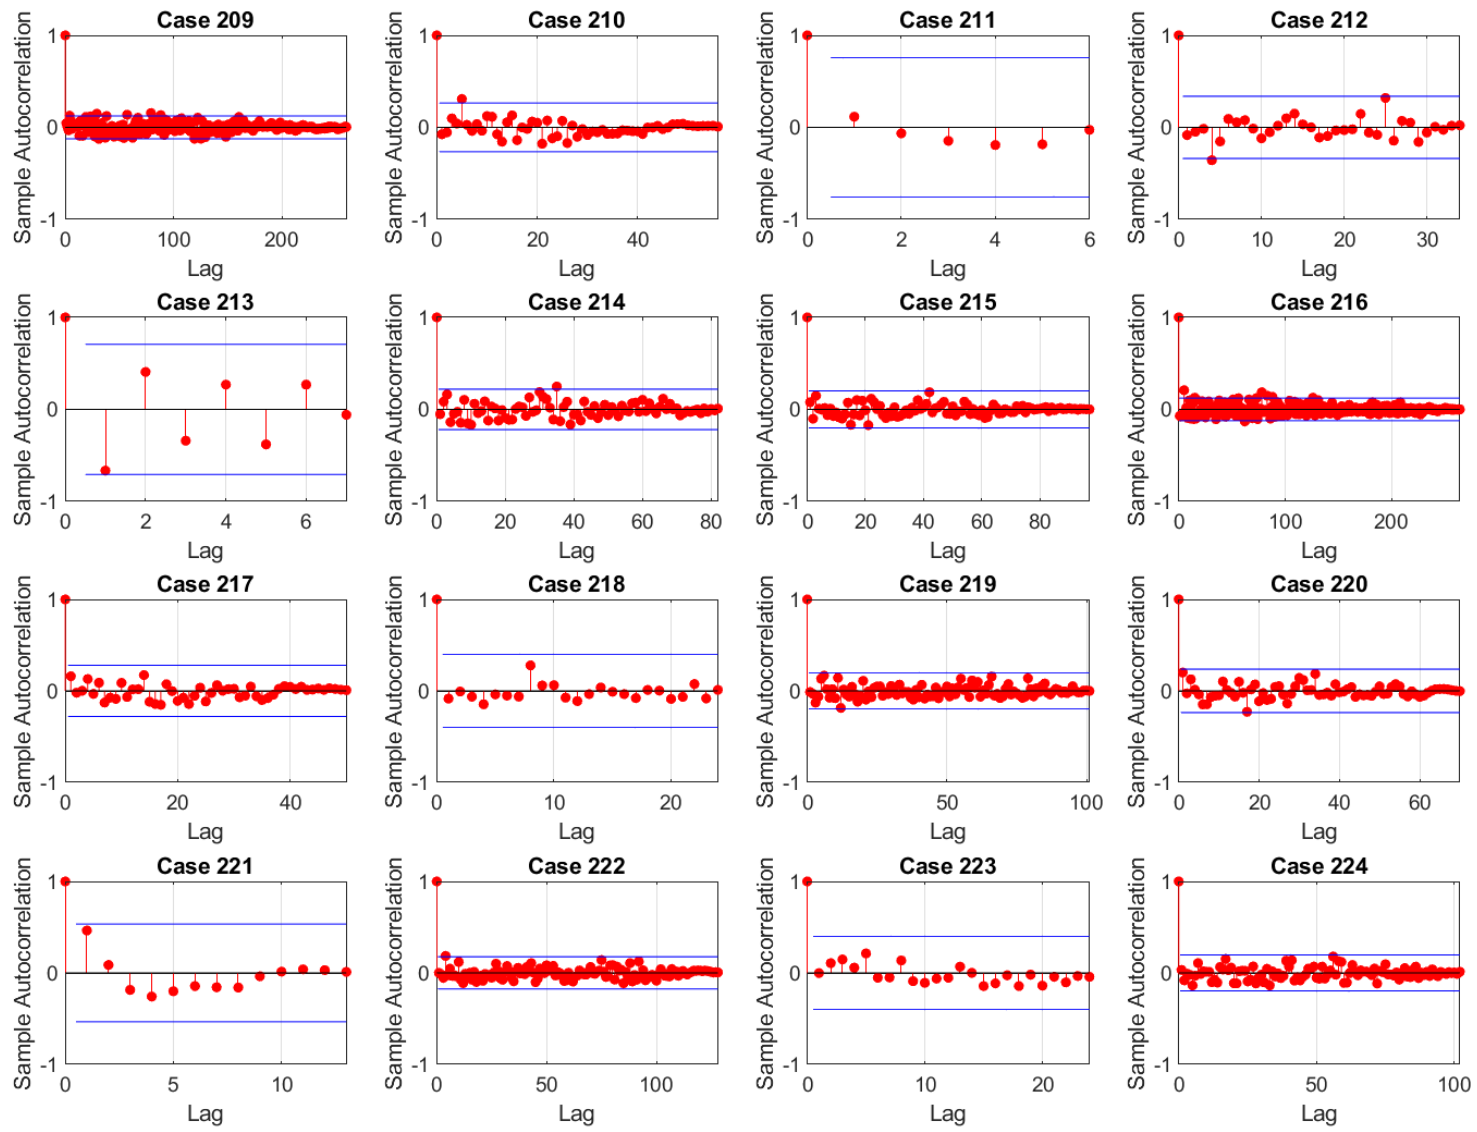 Case 209
Sample Autocorrelation
1
0
-1
0 100 200
Lag
Case 210
Sample Autocorrelation
1
0
-1
0 20 40
Lag
Case 211
Sample Autocorrelation
1
0
-1
0 2 4 6
Lag
Case 212
Sample Autocorrelation
1
0
-1
0 10 20 30
Lag
Case 213
Sample Autocorrelation
1
0
-1
0 2 4 6
Lag
Case 214
Sample Autocorrelation
1
0
-1
0 20 40 60 80
Lag
Case 215
Sample Autocorrelation
1
0
-1
0 20 40 60 80
Lag
Case 216
Sample Autocorrelation
1
0
-1
0 100 200
Lag
Case 217
Sample Autocorrelation
1
0
-1
0 20 40
Lag
Case 218
Sample Autocorrelation
1
0
-1
0 10 20
Lag
Case 219
Sample Autocorrelation
1
0
-1
0 50 100
Lag
Case 220
Sample Autocorrelation
1
0
-1
0 20 40 60
Lag
Case 221
Sample Autocorrelation
1
0
-1
0 5 10
Lag
Case 222
Sample Autocorrelation
1
0
-1
0 50 100
Lag
Case 223
Sample Autocorrelation
1
0
-1
0 10 20
Lag
Case 224
Sample Autocorrelation
1
0
-1
0 50 100
Lag